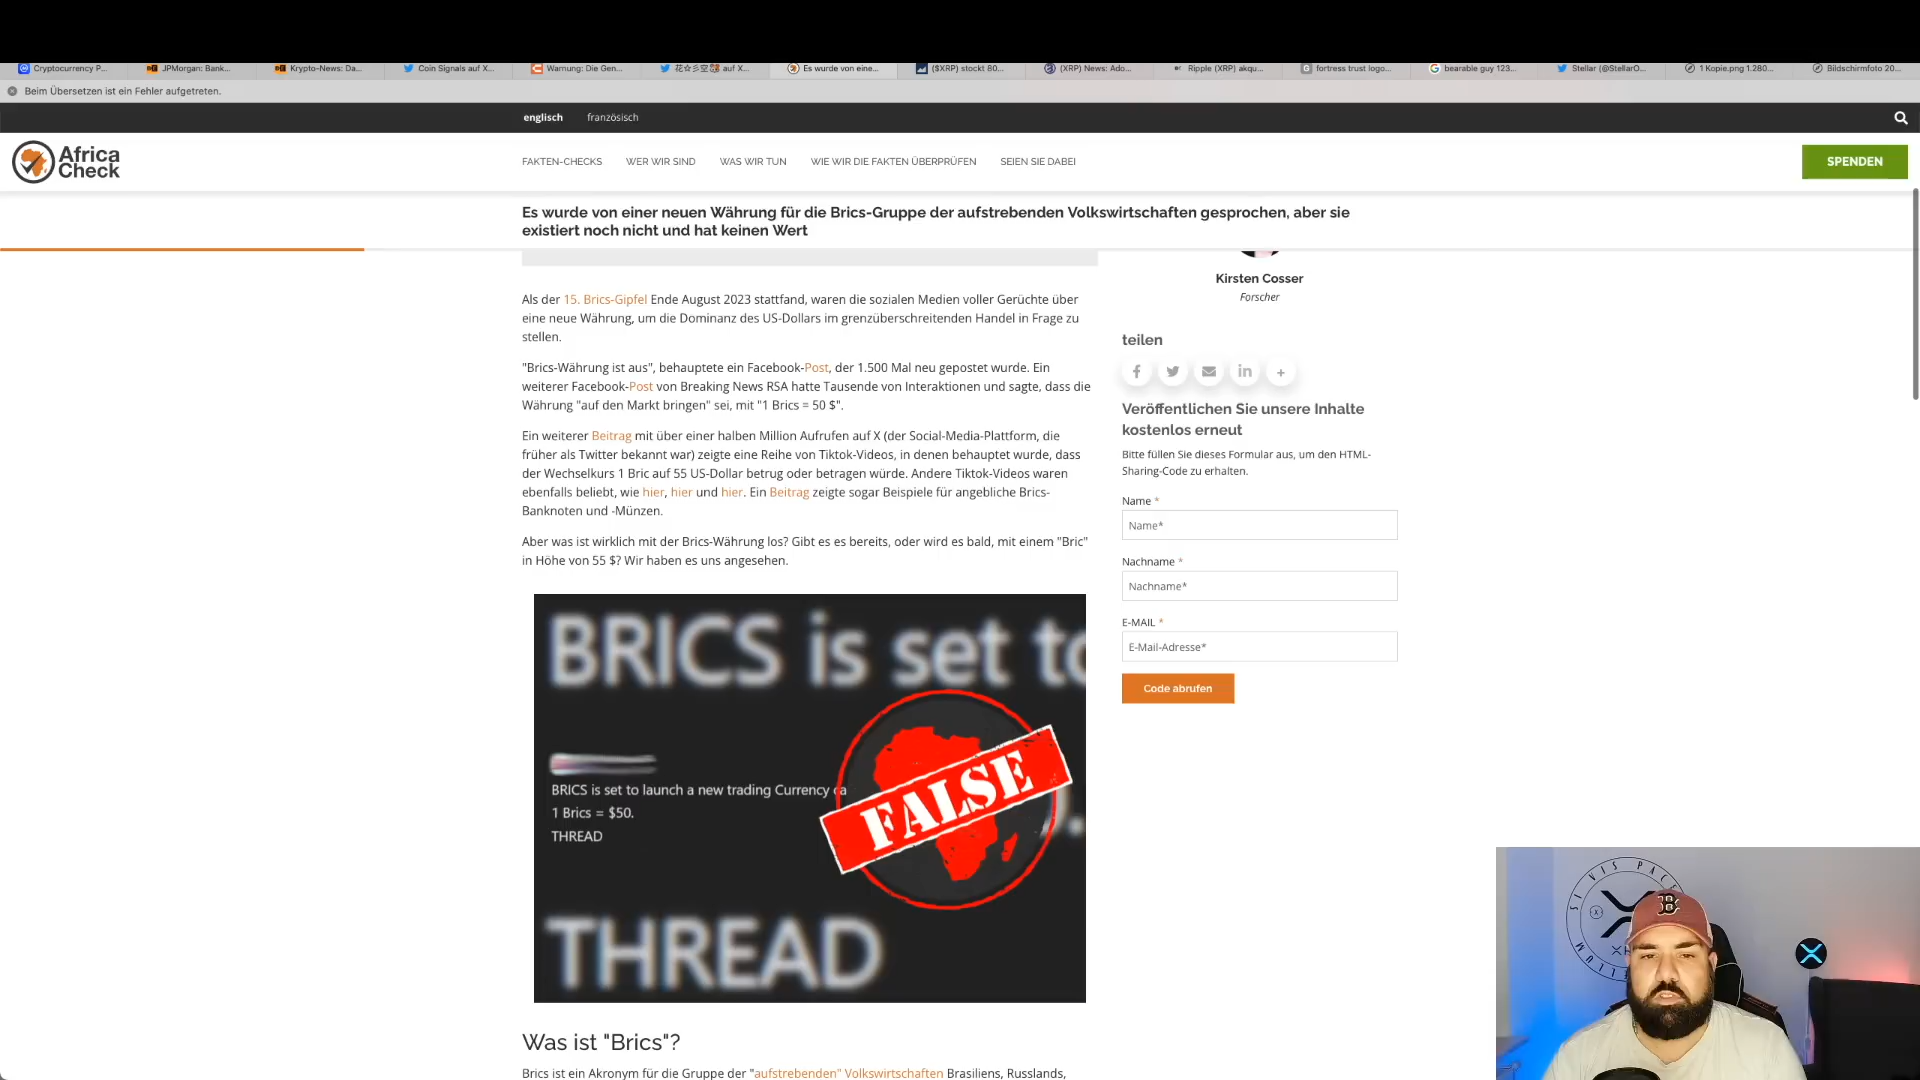 Cryptocurrency P...
JPMorgan: Bank...
Krypto-News: Da...
Coin Signals auf X...
Warnung: Die Gen...
auf X...
Es wurde von eine...
($XRP) stockt 80...
(XRP) News: Ado...
Ripple (XRP) akqu...
fortress trust logo...
bearable guy 123...
Stellar (@StellarO...
1 Kopie.png 1.280...
Bildschirmfoto 20...
Beim Übersetzen ist ein Fehler aufgetreten.
englisch
französisch
Africa
Check
FAKTEN-CHECKS
WER WIR SIND
WAS WIR TUN
WIE WIR DIE FAKTEN ÜBERPRÜFEN
SEIEN SIE DABEI
SPENDEN
Es wurde von einer neuen Währung für die Brics-Gruppe der aufstrebenden Volkswirtschaften gesprochen, aber sie
existiert noch nicht und hat keinen Wert
Als der 15. Brics-Gipfel Ende August 2023 stattfand, waren die sozialen Medien voller Gerüchte über
eine neue Währung, um die Dominanz des US-Dollars im grenzüberschreitenden Handel in Frage zu
stellen.
"Brics-Währung ist aus", behauptete ein Facebook-Post, der 1.500 Mal neu gepostet wurde. Ein
weiterer Facebook-Post von Breaking News RSA hatte Tausende von Interaktionen und sagte, dass die
Währung "auf den Markt bringen" sei, mit "1 Brics = 50 $".
Ein weiterer Beitrag mit über einer halben Million Aufrufen auf X (der Social-Media-Plattform, die
früher als Twitter bekannt war) zeigte eine Reihe von Tiktok-Videos, in denen behauptet wurde, dass
der Wechselkurs 1 Bric auf 55 US-Dollar betrug oder betragen würde. Andere Tiktok-Videos waren
ebenfalls beliebt, wie hier, hier und hier. Ein Beitrag zeigte sogar Beispiele für angebliche Brics-
Banknoten und -Münzen.
Aber was ist wirklich mit der Brics-Währung los? Gibt es es bereits, oder wird es bald, mit einem "Bric"
in Höhe von 55 $? Wir haben es uns angesehen.
BRICS is set to
BRICS is set to launch a new trading Currency ca
1 Brics = $50.
THREAD
FALSE
THREAD
Was ist "Brics"?
Brics ist ein Akronym für die Gruppe der "aufstrebenden" Volkswirtschaften Brasiliens, Russlands,
Kirsten Cosser
Forscher
teilen
Veröffentlichen Sie unsere Inhalte
kostenlos erneut
Bitte füllen Sie dieses Formular aus, um den HTML-
Sharing-Code zu erhalten.
Name *
Name*
Nachname *
Nachname*
E-MAIL *
E-Mail-Adresse*
Code abrufen
SI VIS PACE
B